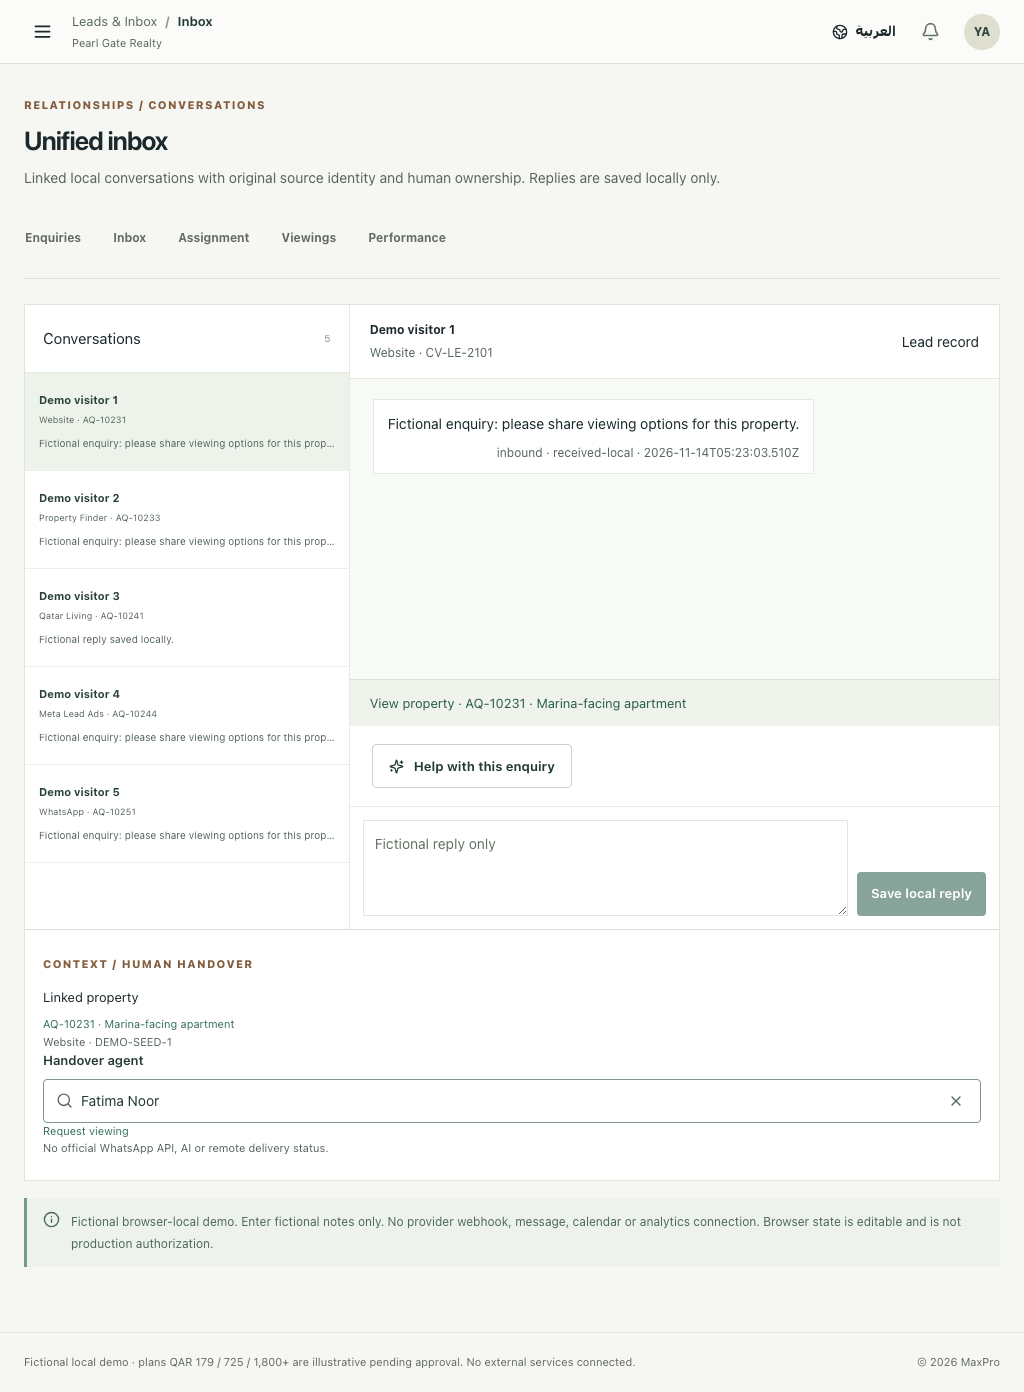 Leads & Inbox / Inbox
Pearl Gate Realty
العربية
YA
RELATIONSHIPS / CONVERSATIONS
Unified inbox
Linked local conversations with original source identity and human ownership. Replies are saved locally only.
Enquiries Inbox Assignment Viewings Performance
Conversations 5
Demo visitor 1
Website · AQ-10231
Fictional enquiry: please share viewing options for this prop...
Demo visitor 2
Property Finder · AQ-10233
Fictional enquiry: please share viewing options for this prop...
Demo visitor 3
Qatar Living · AQ-10241
Fictional reply saved locally.
Demo visitor 4
Meta Lead Ads · AQ-10244
Fictional enquiry: please share viewing options for this prop...
Demo visitor 5
WhatsApp · AQ-10251
Fictional enquiry: please share viewing options for this prop...
Demo visitor 1
Website · CV-LE-2101
Lead record
Fictional enquiry: please share viewing options for this property.
inbound · received-local · 2026-11-14T05:23:03.510Z
View property · AQ-10231 · Marina-facing apartment
Help with this enquiry
Fictional reply only
Save local reply
CONTEXT / HUMAN HANDOVER
Linked property
AQ-10231 · Marina-facing apartment
Website · DEMO-SEED-1
Handover agent
Fatima Noor
Request viewing
No official WhatsApp API, AI or remote delivery status.
Fictional browser-local demo. Enter fictional notes only. No provider webhook, message, calendar or analytics connection. Browser state is editable and is not
production authorization.
Fictional local demo · plans QAR 179 / 725 / 1,800+ are illustrative pending approval. No external services connected.
© 2026 MaxPro